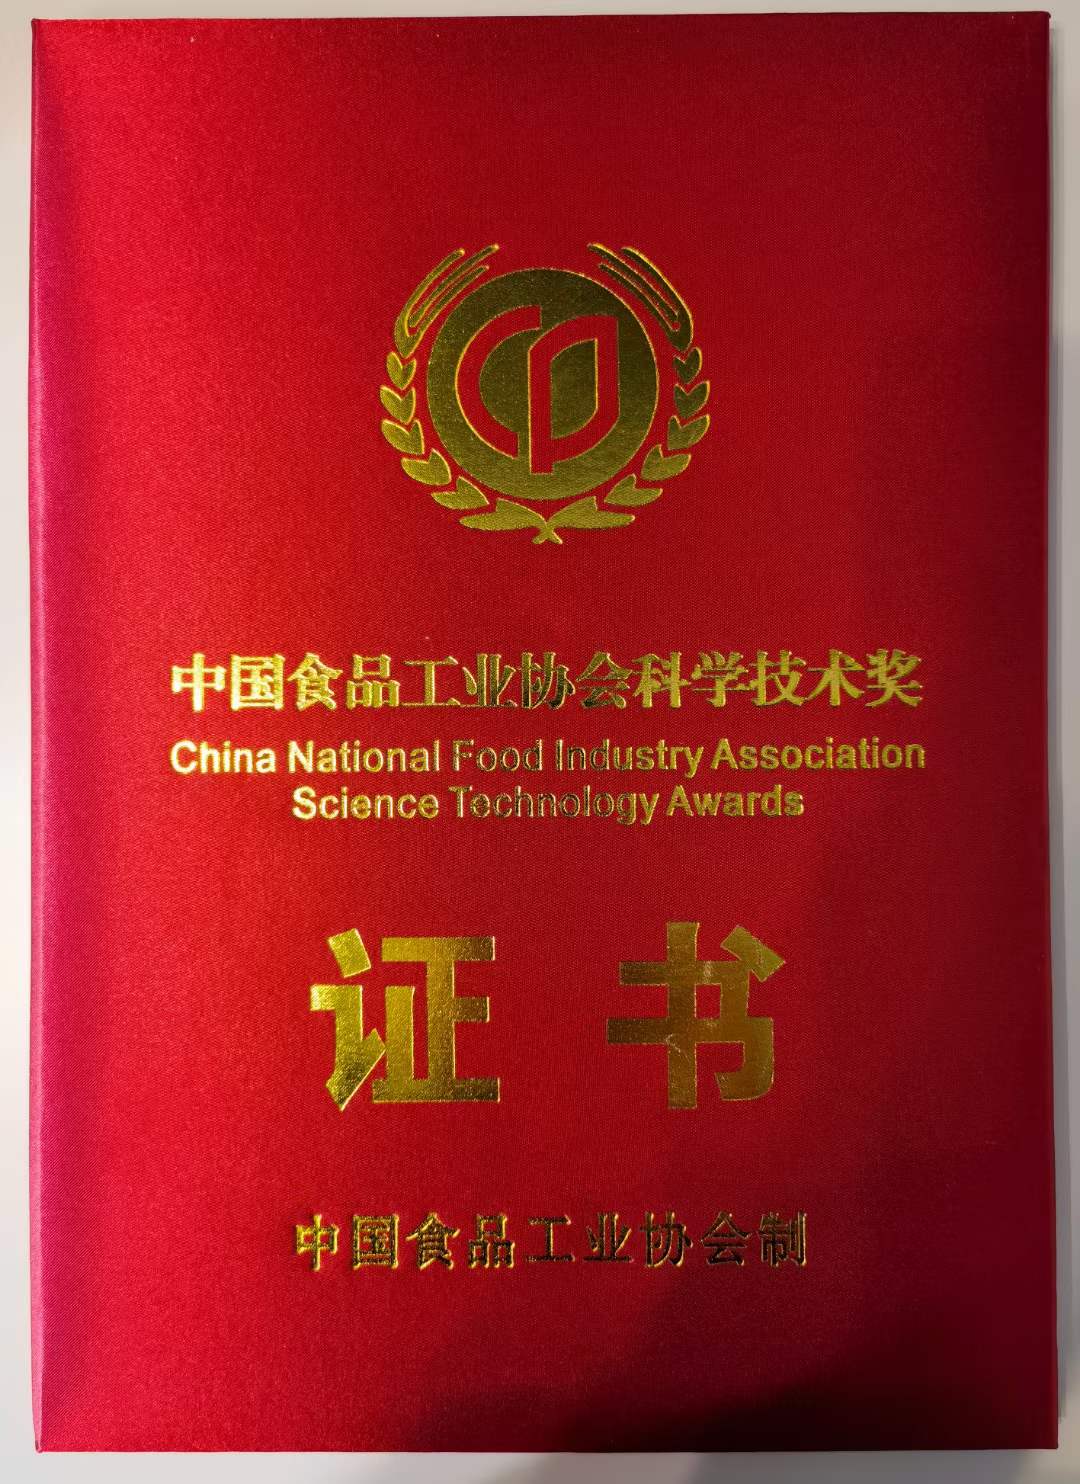 中国食品工业协会科学技术奖
China National Food Industry Association
Science Technology Awards
证书
中国食品工业协会制